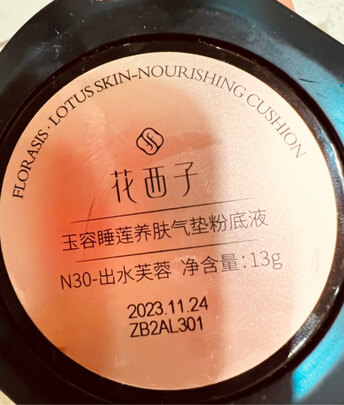 FLORASIS · LOTUS SKIN-NOURISHING CUSHION
花西子
玉容睡莲养肤气垫粉底液
N30-出水芙蓉 净含量:13g
2023.11.24
ZB2AL301